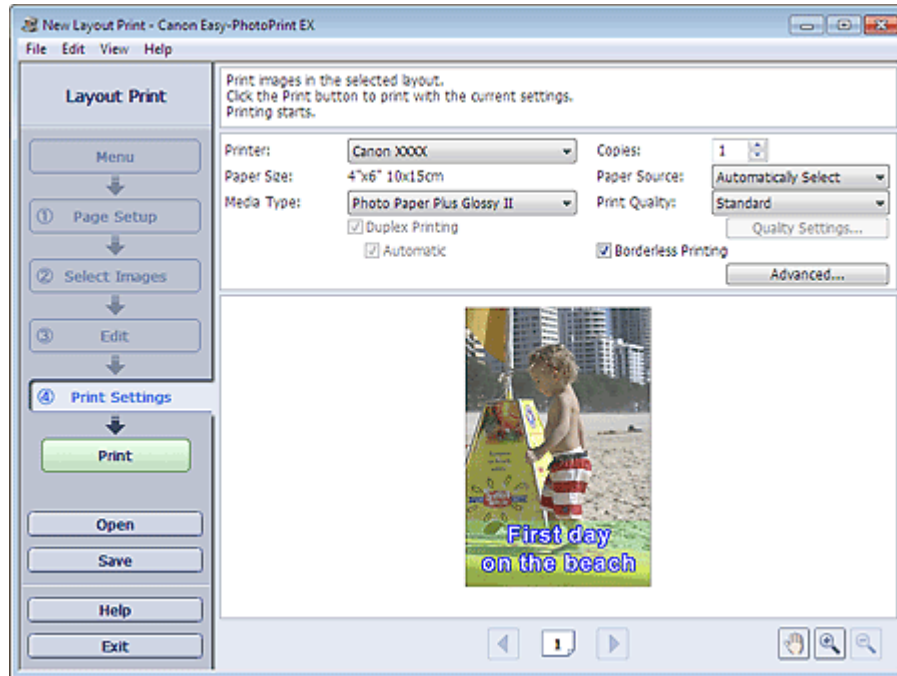 New Layout Print - Canon Easy-PhotoPrint EX
File Edit View Help
Layout Print
Menu
① Page Setup
② Select Images
③ Edit
④ Print Settings
Print
Open
Save
Help
Exit
Print images in the selected layout.
Click the Print button to print with the current settings.
Printing starts.
Printer: Canon XXXX Copies: 1
Paper Size: 4"x6" 10x15cm Paper Source: Automatically Select
Media Type: Photo Paper Plus Glossy II Print Quality: Standard
Duplex Printing Quality Settings...
Automatic Borderless Printing
Advanced...
First day
on the beach
1